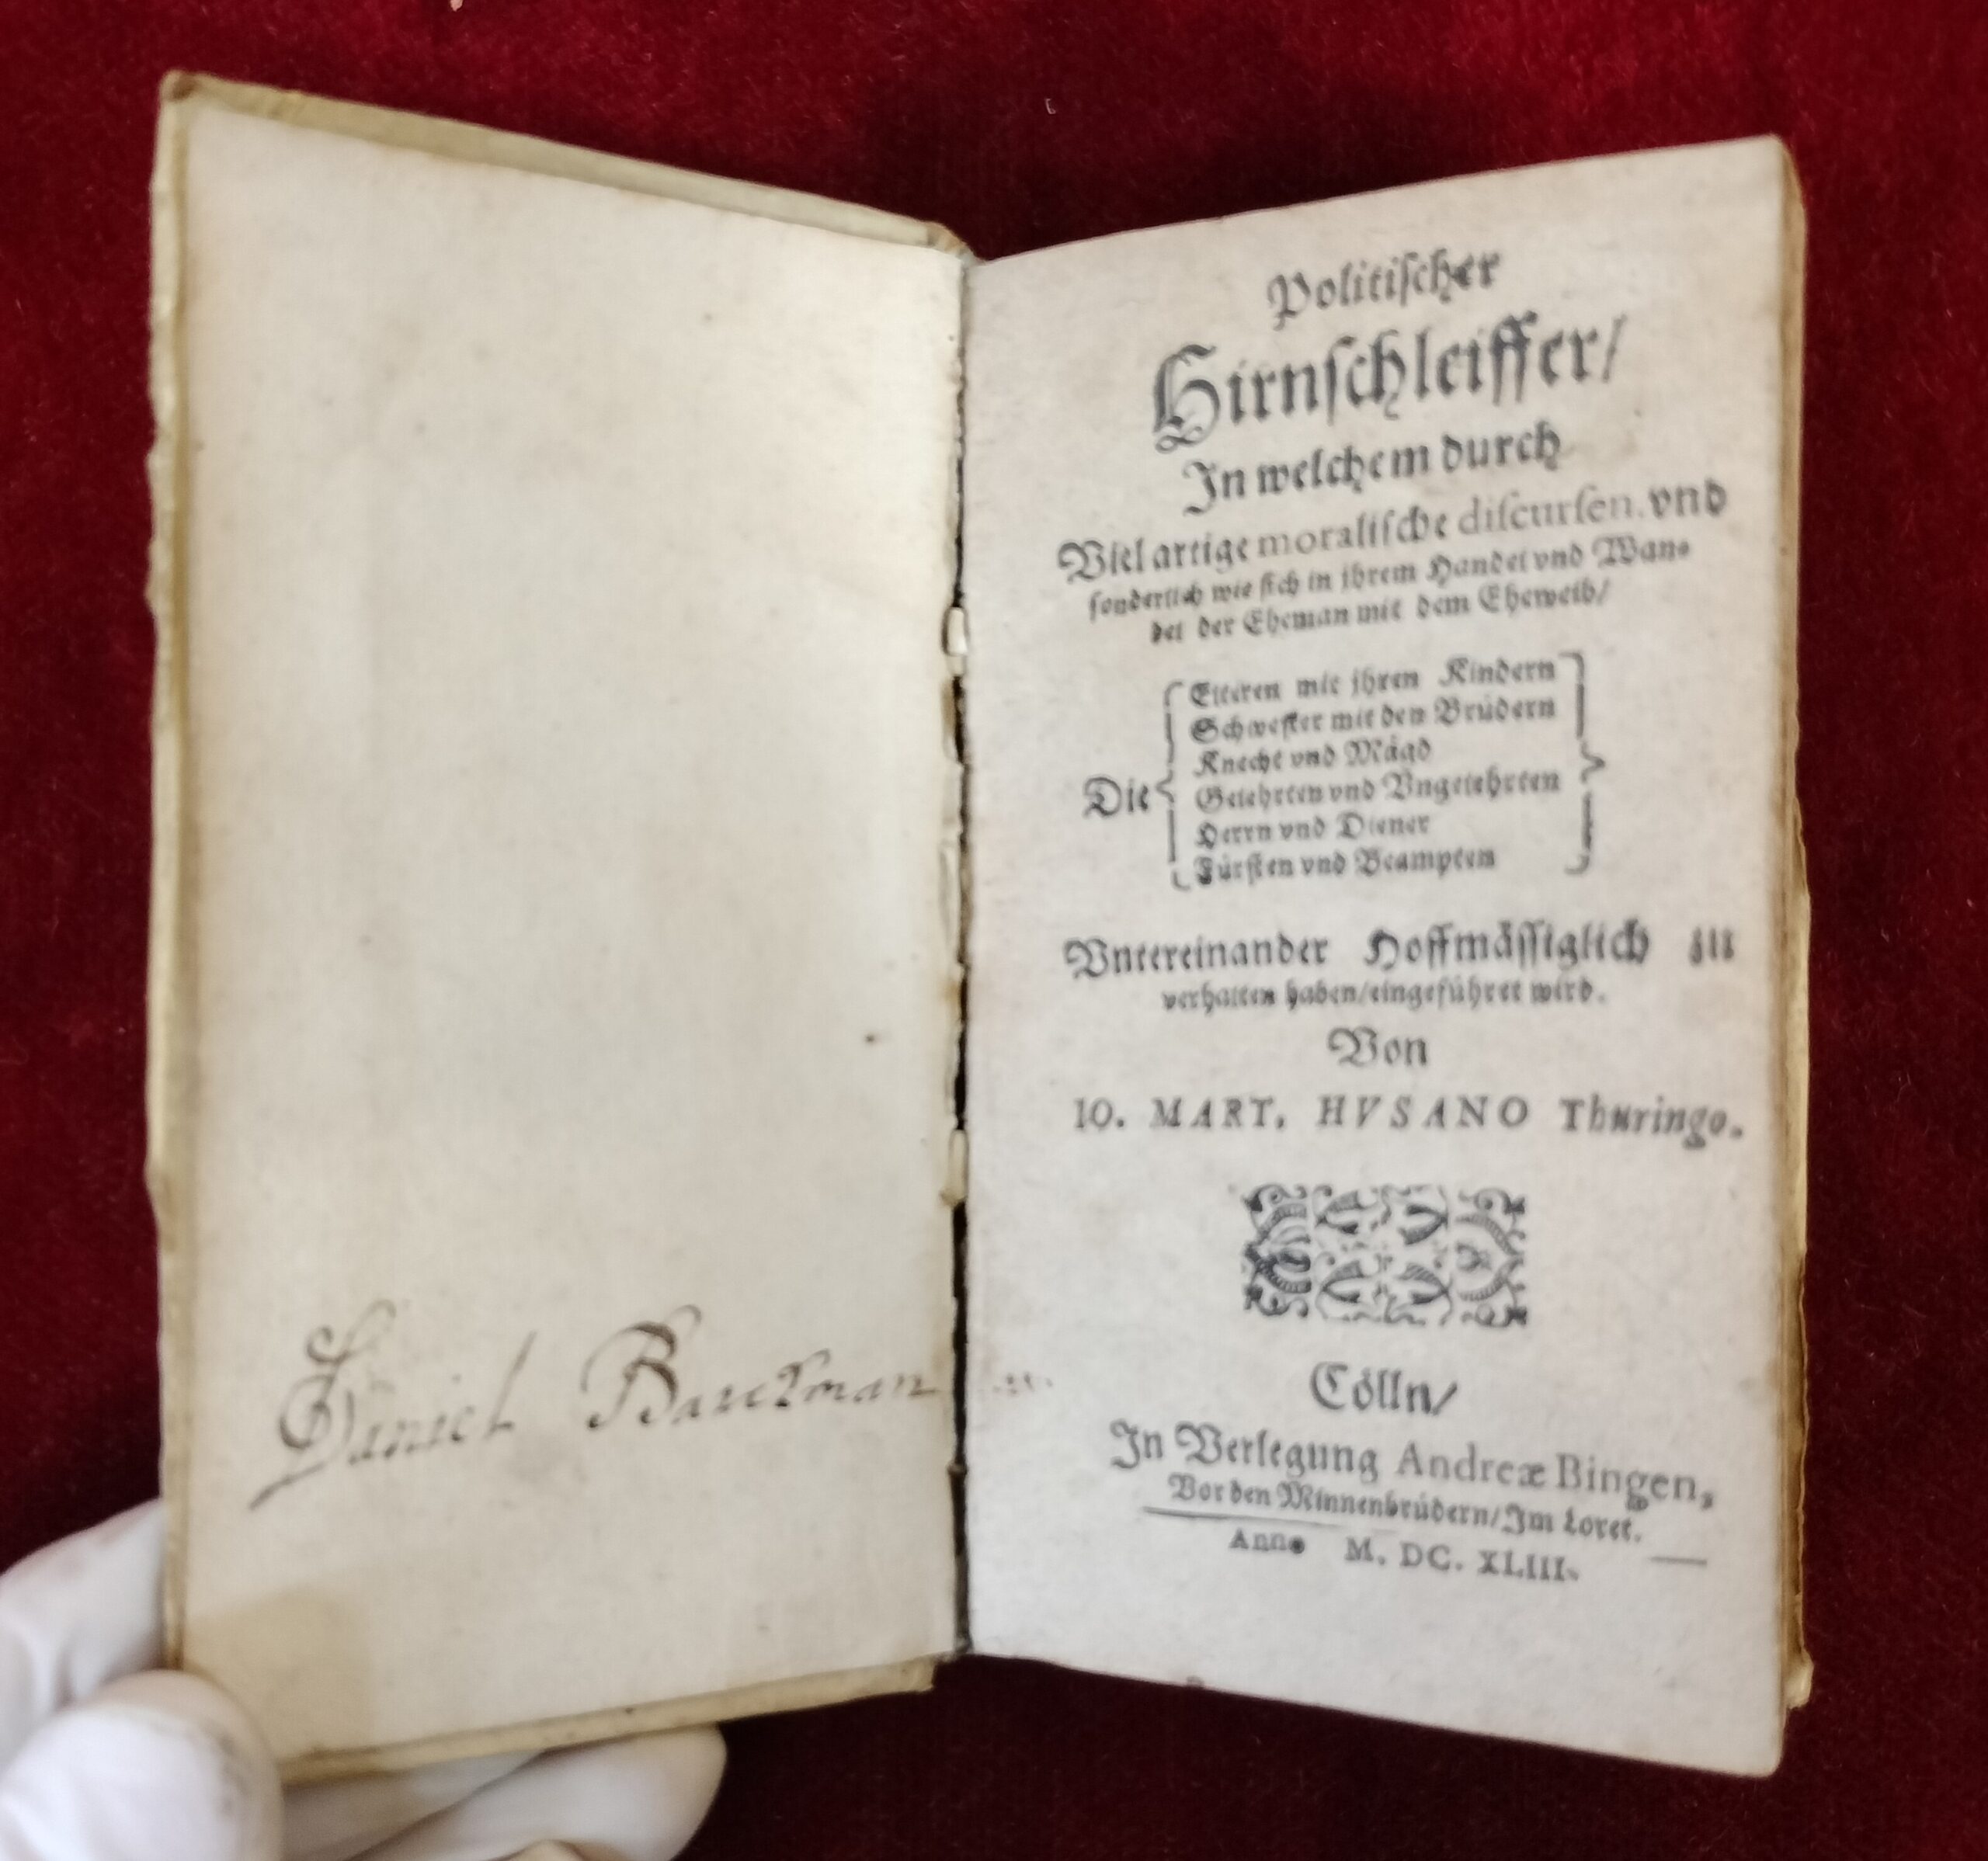 Daniel Barckman
Politischer
Hirnschleiffer/
In welchem durch
Viel artige moralische discursen. vnd
sonderlich wie sich in ihrem Handel vnd Wan-
del der Eheman mit dem Eheweib/
Die
Elteren mit ihren Kindern
Schwester mit den Brüdern
Knecht vnd Mägd
Gelehrten vnd Vngelehrten
Herrn vnd Diener
Fürsten vnd Beampten
Vntereinander Hoffmässiglich zu
verhalten haben/eingeführet wird.
Von
IO. MART. HVSANO Thuringo.
Cölln/
In Verlegung Andreæ Bingen,
Vor den Minnenbrüdern/Im Loret.
Anno M. DC. XLIII.